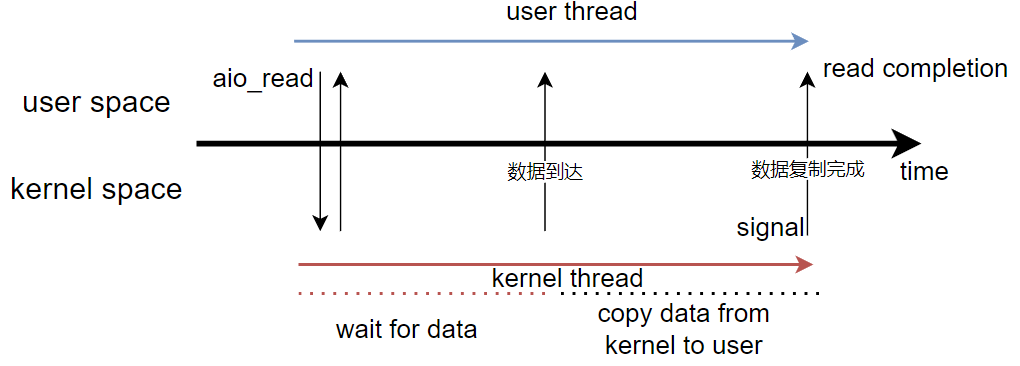 user thread
aio_read
read completion
user space
数据到达
数据复制完成
time
kernel space
signal
kernel thread
wait for data
copy data from
kernel to user